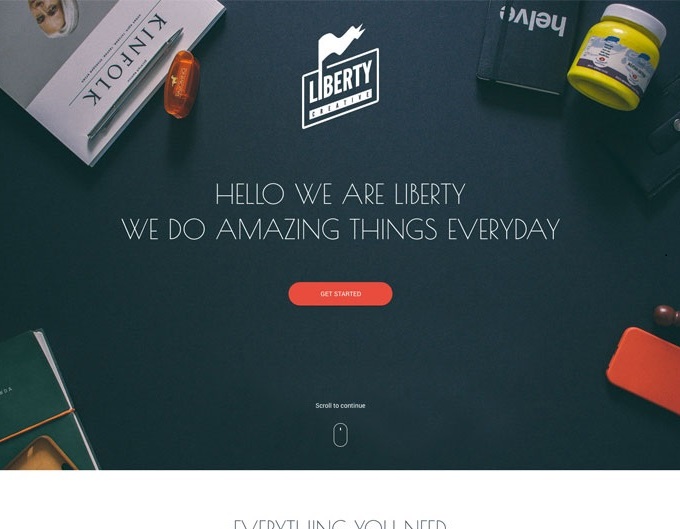 KINFOLK
helve
LIBERTY
CREATIVE
HELLO WE ARE LIBERTY
WE DO AMAZING THINGS EVERYDAY
GET STARTED
Scroll to continue
EVERYTHING YOU NEED